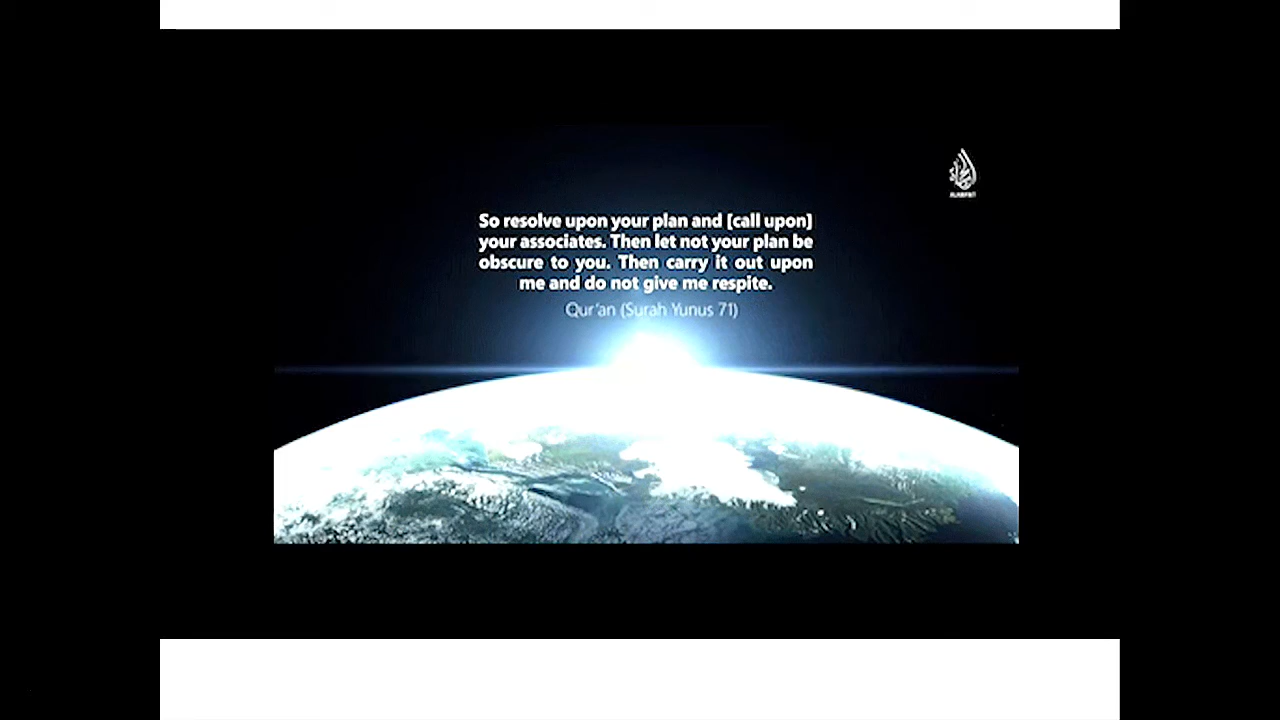 So resolve upon your plan and [call upon]
your associates. Then let not your plan be
obscure to you. Then carry it out upon
me and do not give me respite.
Qur'an (Surah Yunus 71)